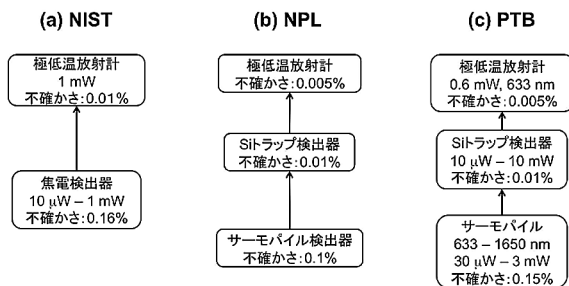 (a) NIST
極低温放射計
1 mW
不確かさ:0.01%
焦電検出器
10 μW – 1 mW
不確かさ:0.16%
(b) NPL
極低温放射計
不確かさ:0.005%
Siトラップ検出器
不確かさ:0.01%
サーモパイル検出器
不確かさ:0.1%
(c) PTB
極低温放射計
0.6 mW, 633 nm
不確かさ:0.005%
Siトラップ検出器
10 μW – 10 mW
不確かさ:0.01%
サーモパイル
633 – 1650 nm
30 μW – 3 mW
不確かさ:0.15%